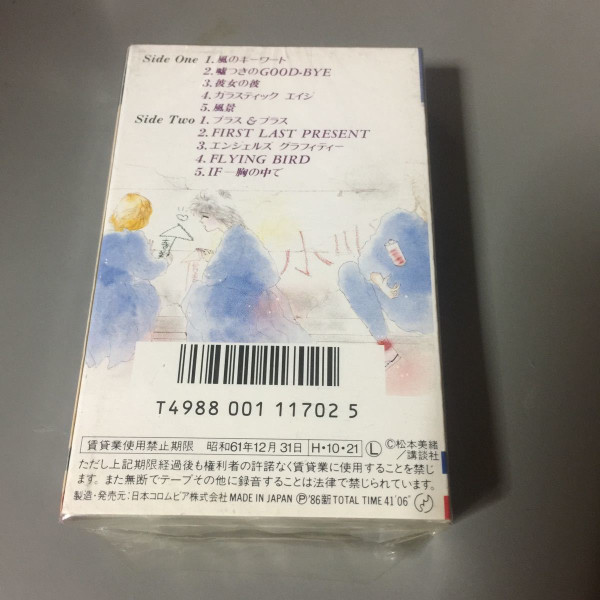 Side One 1.風のキーワード
2.嘘つきのGOOD-BYE
3.彼女の彼
4.カラスティック エイジ
5.風景
Side Two 1.プラス&プラス
2.FIRST LAST PRESENT
3.エンジェルス グラフィティー
4.FLYING BIRD
5.IF―胸の中で
T4988 001 11702 5
賃貸業使用禁止期限 昭和61年12月31日 H・10・21 Ⓛ ©松本美緒/講談社
ただし上記期限経過後も権利者の許諾なく賃貸業に使用することを禁じ
ます。また無断でテープその他に録音することは法律で禁じられています。
製造・発売元:日本コロムビア株式会社 MADE IN JAPAN Ⓟ'86新 TOTAL TIME 41'06"